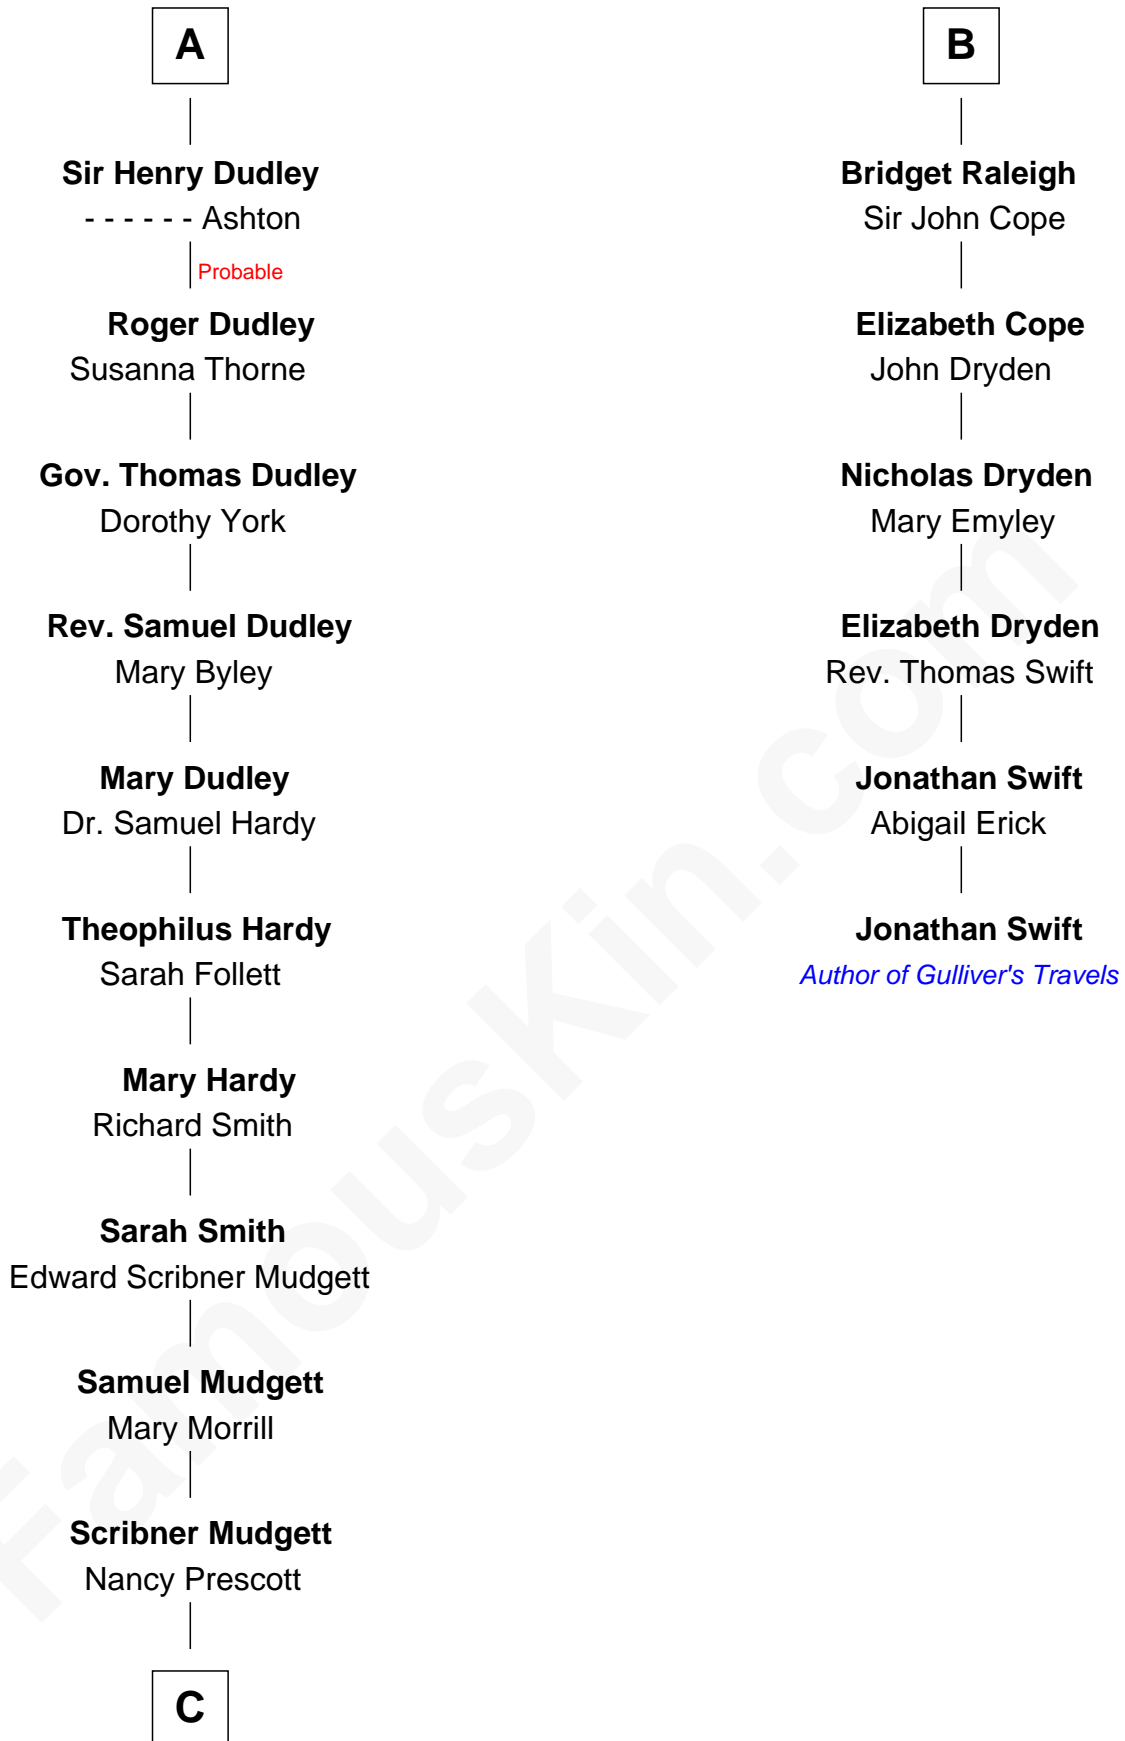 A
Sir Henry Dudley
- - - - - - Ashton
Probable
Roger Dudley
Susanna Thorne
Gov. Thomas Dudley
Dorothy York
Rev. Samuel Dudley
Mary Byley
Mary Dudley
Dr. Samuel Hardy
Theophilus Hardy
Sarah Follett
Mary Hardy
Richard Smith
Sarah Smith
Edward Scribner Mudgett
Samuel Mudgett
Mary Morrill
Scribner Mudgett
Nancy Prescott
C
B
Bridget Raleigh
Sir John Cope
Elizabeth Cope
John Dryden
Nicholas Dryden
Mary Emyley
Elizabeth Dryden
Rev. Thomas Swift
Jonathan Swift
Abigail Erick
Jonathan Swift
Author of Gulliver's Travels
FamousKin.com